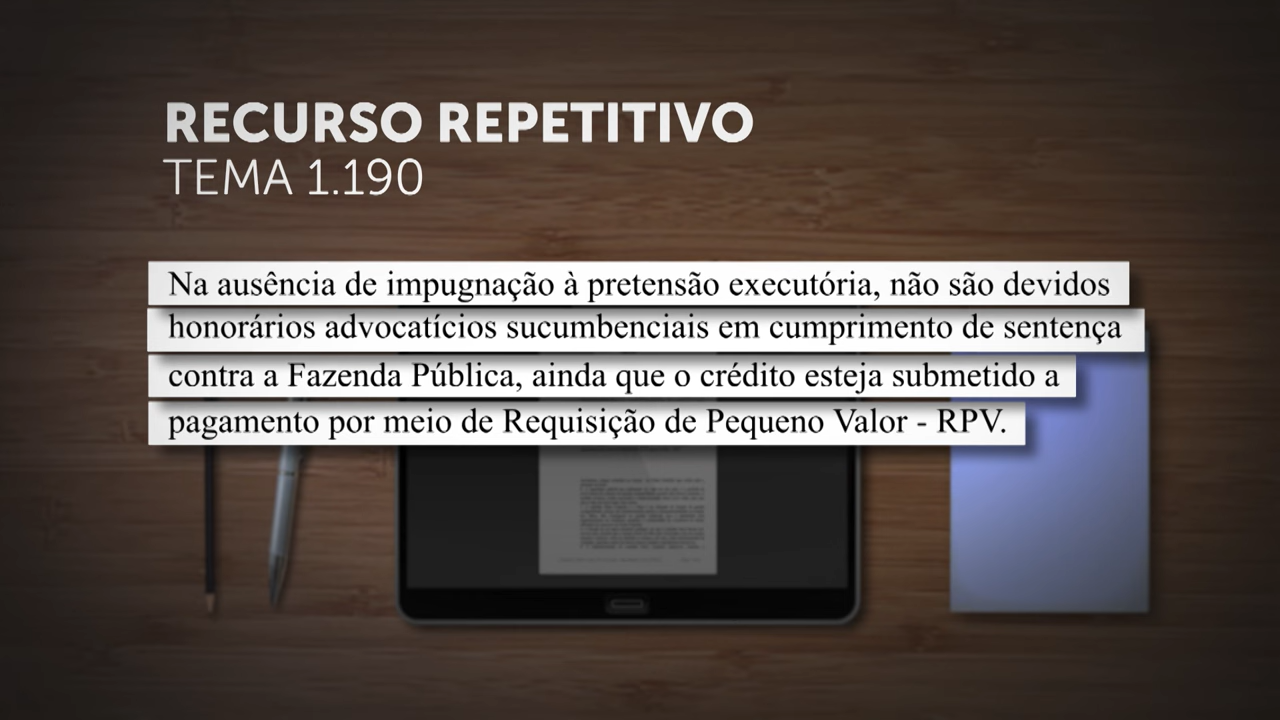 RECURSO REPETITIVO
TEMA 1.190
Na ausência de impugnação à pretensão executória, não são devidos
honorários advocatícios sucumbenciais em cumprimento de sentença
contra a Fazenda Pública, ainda que o crédito esteja submetido a
pagamento por meio de Requisição de Pequeno Valor - RPV.